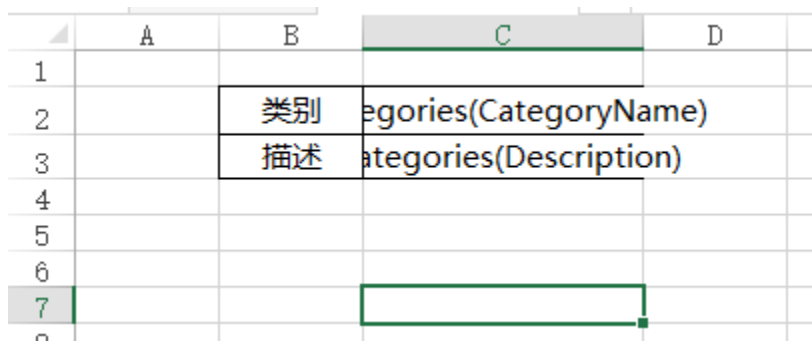 A B C D
1
2 类别 egories(CategoryName)
3 描述 ategories(Description)
4
5
6
7